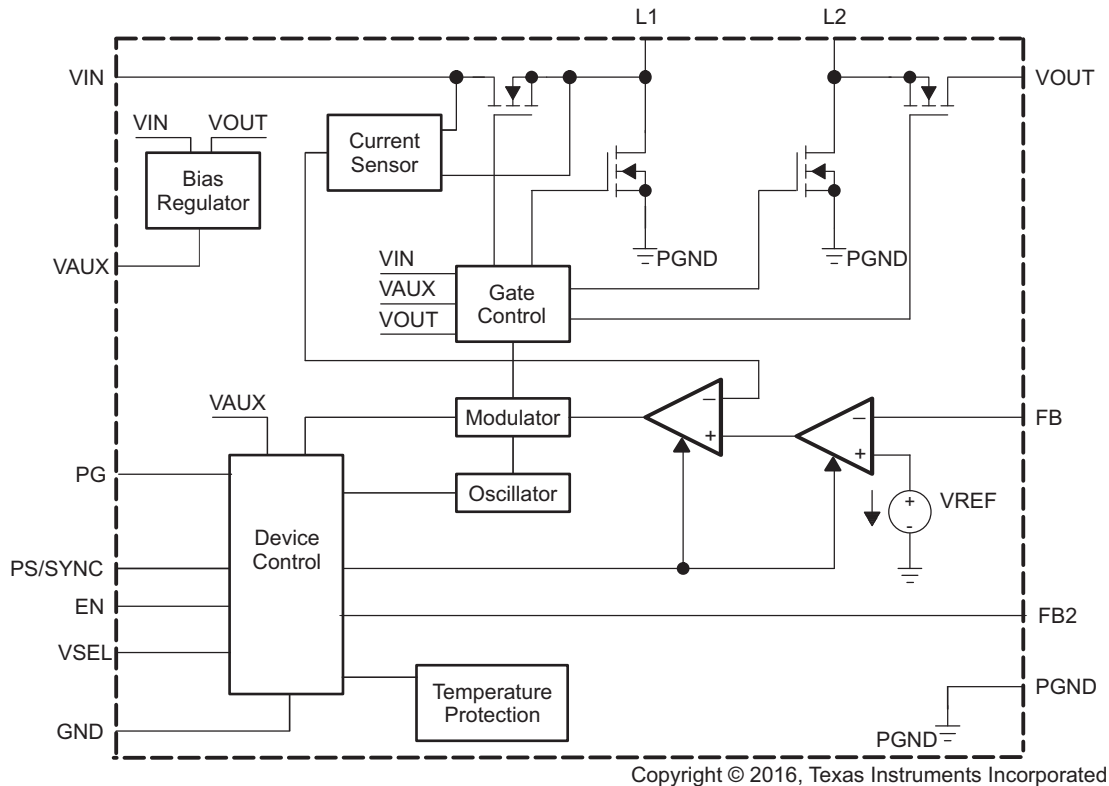 L1
L2
VIN
VOUT
VIN
VOUT
Current
Sensor
Bias
Regulator
VAUX
PGND
PGND
VIN
VAUX
VOUT
Gate
Control
VAUX
Modulator
−
+
−
+
FB
PG
Oscillator
+
-
VREF
Device
Control
PS/SYNC
EN
FB2
VSEL
Temperature
Protection
PGND
GND
PGND
Copyright © 2016, Texas Instruments Incorporated